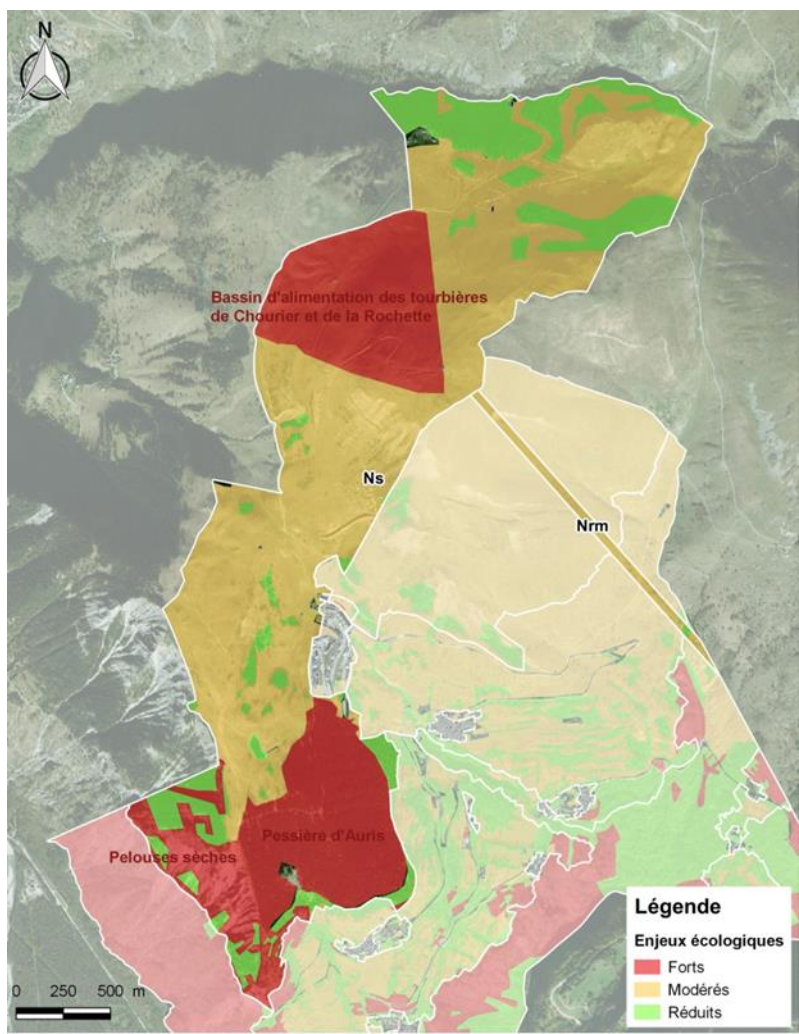 N
Bassin d'alimentation des tourbières
de Chourier et de la Rochette
Ns
Nrm
Pessière d'Auris
Pelouses sèches
Légende
Enjeux écologiques
Forts
Modérés
Réduits
0 250 500 m